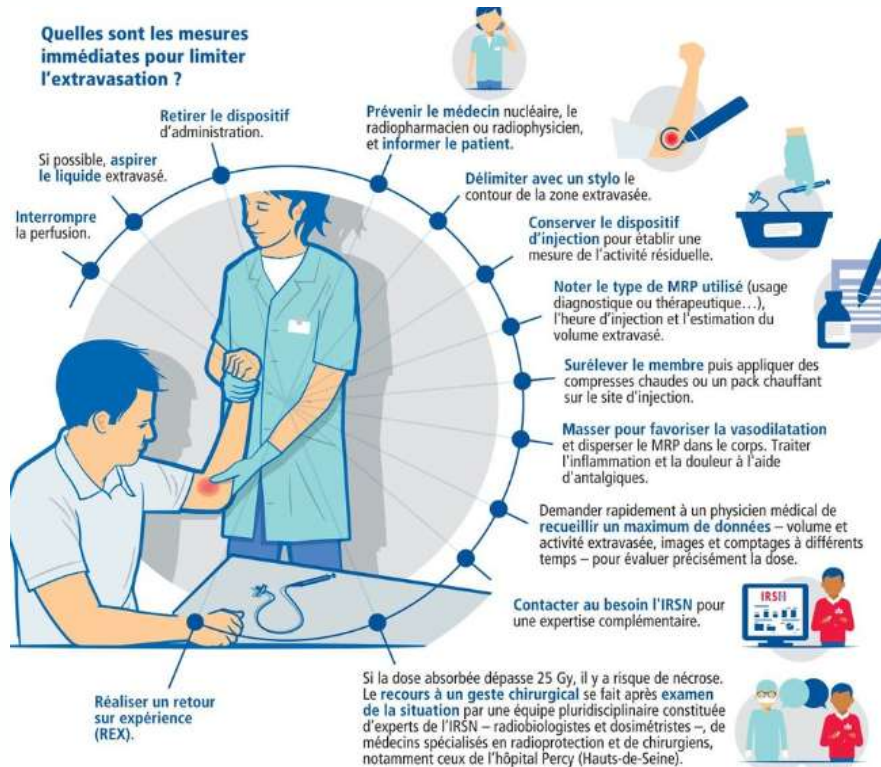 Quelles sont les mesures
immédiates pour limiter
l'extravasation ?
Interrompre
la perfusion.
Si possible, aspirer
le liquide extravasé.
Retirer le dispositif
d'administration.
Prévenir le médecin nucléaire, le
radiopharmacien ou radiophysicien,
et informer le patient.
Délimiter avec un stylo le
contour de la zone extravasée.
Conserver le dispositif
d'injection pour établir une
mesure de l'activité résiduelle.
Noter le type de MRP utilisé (usage
diagnostique ou thérapeutique...),
l'heure d'injection et l'estimation du
volume extravasé.
Surélever le membre puis appliquer des
compresses chaudes ou un pack chauffant
sur le site d'injection.
Masser pour favoriser la vasodilatation
et disperser le MRP dans le corps. Traiter
l'inflammation et la douleur à l'aide
d'antalgiques.
Demander rapidement à un physicien médical de
recueillir un maximum de données – volume et
activité extravasée, images et comptages à différents
temps – pour évaluer précisément la dose.
Contacter au besoin l'IRSN pour
une expertise complémentaire.
IRSN
Si la dose absorbée dépasse 25 Gy, il y a risque de nécrose.
Le recours à un geste chirurgical se fait après examen
de la situation par une équipe pluridisciplinaire constituée
d'experts de l'IRSN – radiobiologistes et dosimétristes –, de
médecins spécialisés en radioprotection et de chirurgiens,
notamment ceux de l'hôpital Percy (Hauts-de-Seine).
Réaliser un retour
sur expérience
(REX).